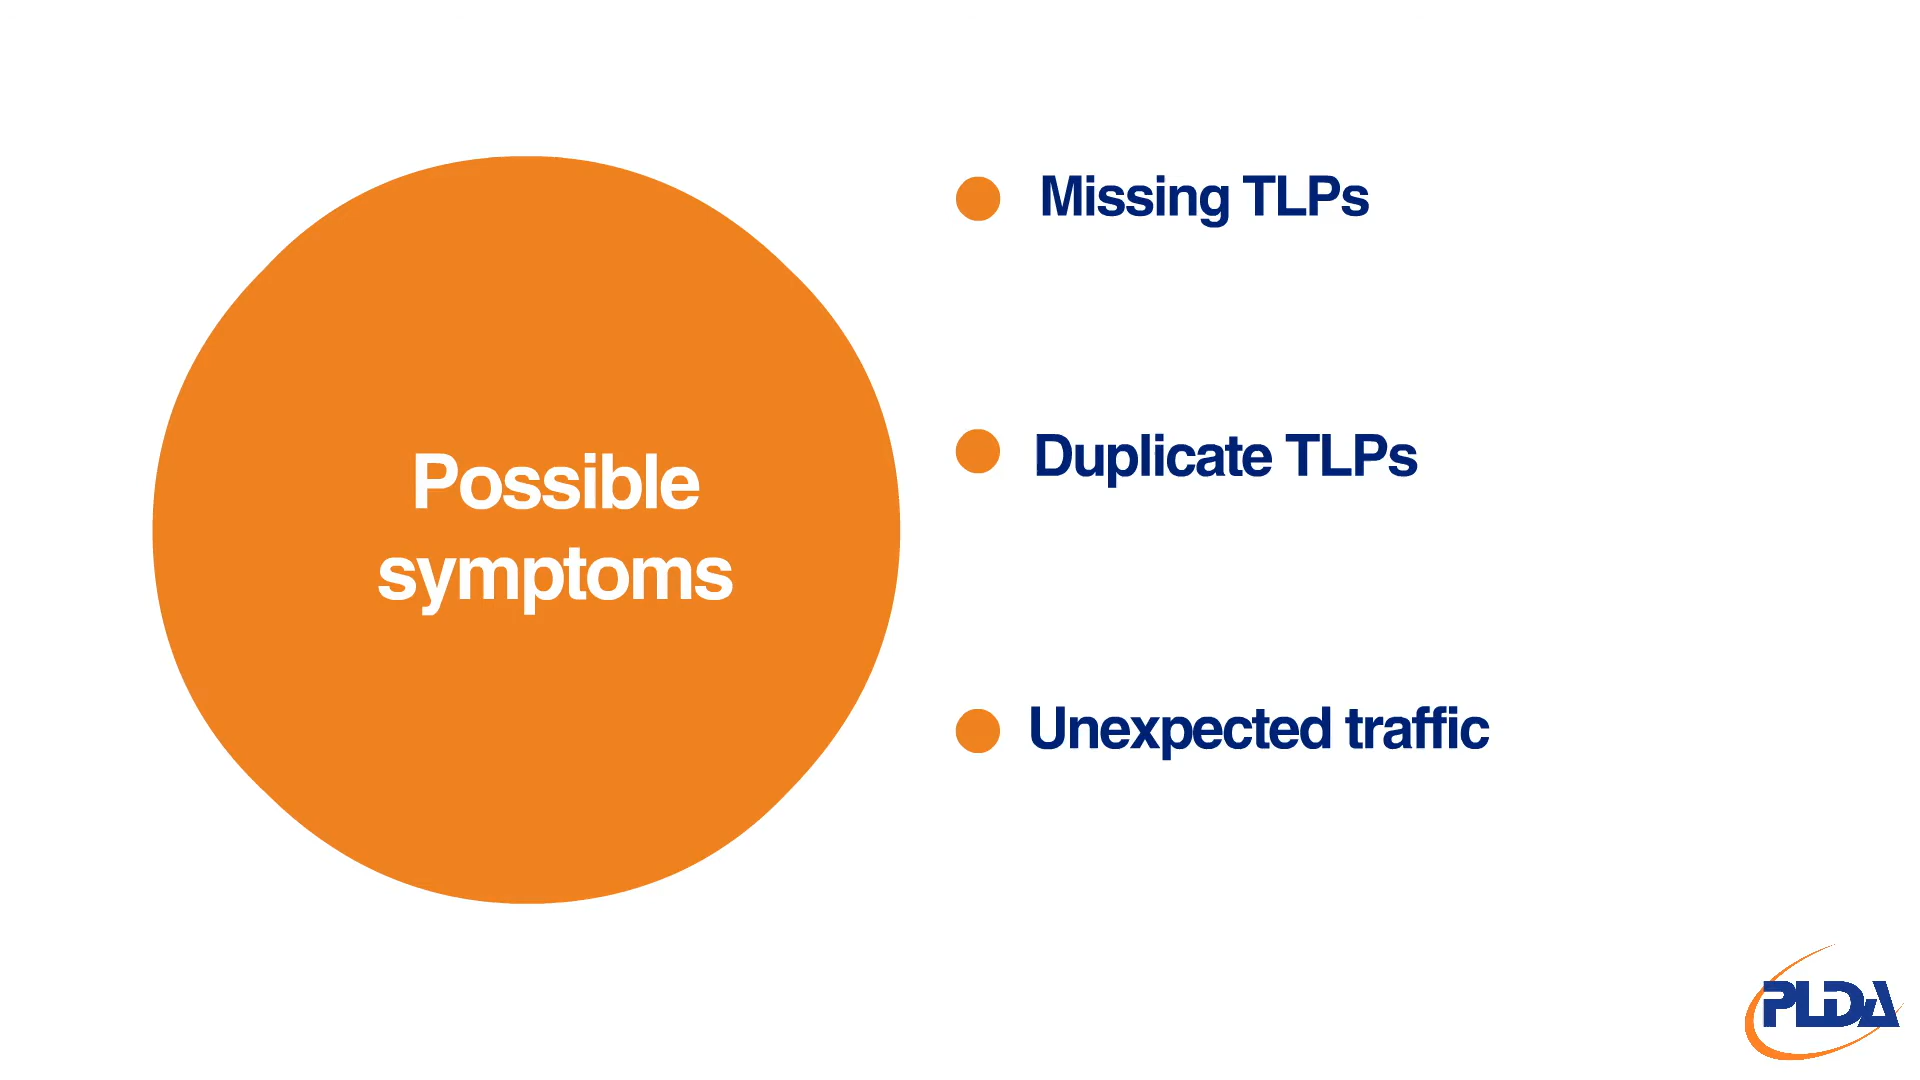 Possible
symptoms
Missing TLPs
Duplicate TLPs
Unexpected traffic
PLDA